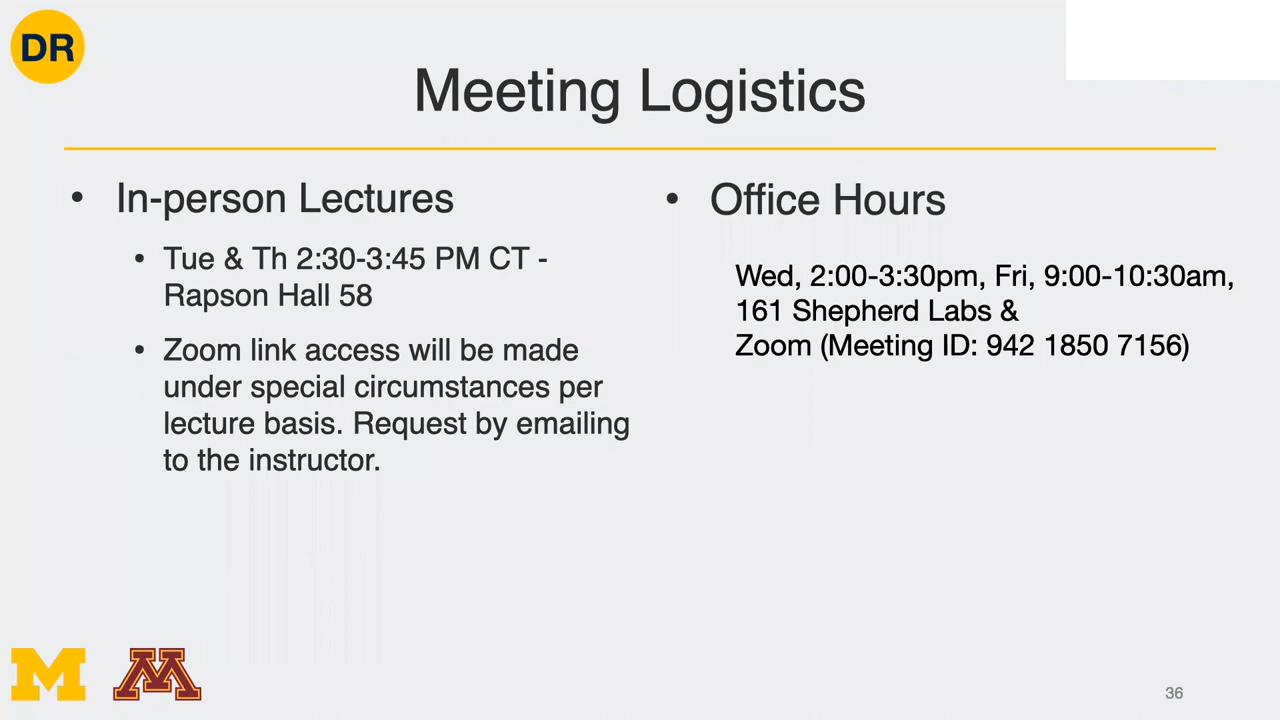 DR
Meeting Logistics
• In-person Lectures
• Tue & Th 2:30-3:45 PM CT -
Rapson Hall 58
• Zoom link access will be made
under special circumstances per
lecture basis. Request by emailing
to the instructor.
• Office Hours
Wed, 2:00-3:30pm, Fri, 9:00-10:30am,
161 Shepherd Labs &
Zoom (Meeting ID: 942 1850 7156)
M M
36